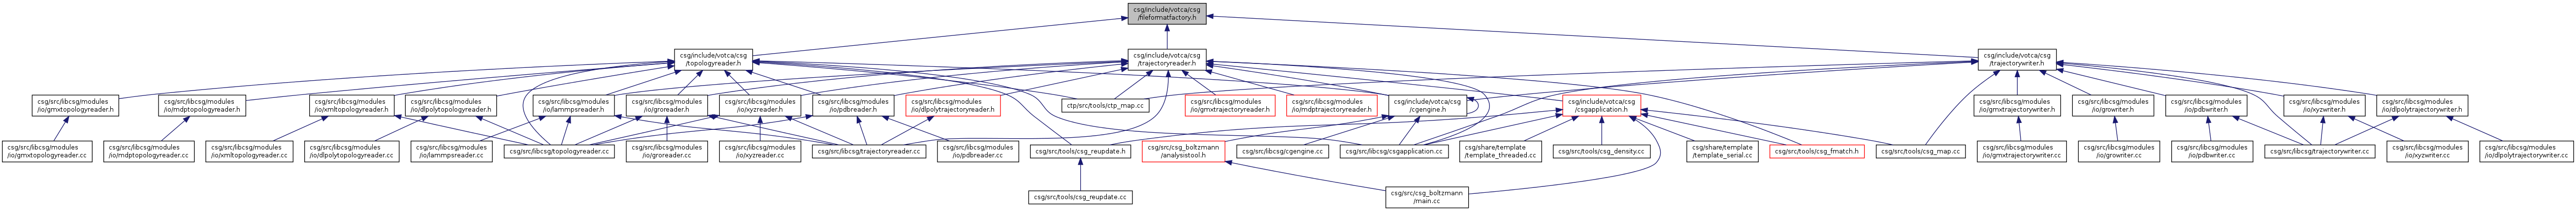 csg/include/votca/csg
/fileformatfactory.h
csg/include/votca/csg
/topologyreader.h
csg/include/votca/csg
/trajectoryreader.h
csg/include/votca/csg
/trajectorywriter.h
csg/src/libcsg/modules
/io/gmxtopologyreader.h
csg/src/libcsg/modules
/io/mdptopologyreader.h
csg/src/libcsg/modules
/io/xmltopologyreader.h
csg/src/libcsg/modules
/io/dlpolytopologyreader.h
csg/src/libcsg/modules
/io/lammpsreader.h
csg/src/libcsg/modules
/io/groreader.h
csg/src/libcsg/modules
/io/xyzreader.h
csg/src/libcsg/modules
/io/pdbreader.h
csg/src/libcsg/modules
/io/dlpolytrajectoryreader.h
ctp/src/tools/ctp_map.cc
csg/src/libcsg/modules
/io/gmxtrajectoryreader.h
csg/src/libcsg/modules
/io/mdptrajectoryreader.h
csg/include/votca/csg
/cgengine.h
csg/include/votca/csg
/csgapplication.h
csg/src/libcsg/modules
/io/gmxtrajectorywriter.h
csg/src/libcsg/modules
/io/growriter.h
csg/src/libcsg/modules
/io/pdbwriter.h
csg/src/libcsg/modules
/io/xyzwriter.h
csg/src/libcsg/modules
/io/dlpolytrajectorywriter.h
csg/src/libcsg/modules
/io/gmxtopologyreader.cc
csg/src/libcsg/modules
/io/mdptopologyreader.cc
csg/src/libcsg/modules
/io/xmltopologyreader.cc
csg/src/libcsg/modules
/io/dlpolytopologyreader.cc
csg/src/libcsg/modules
/io/lammpsreader.cc
csg/src/libcsg/topologyreader.cc
csg/src/libcsg/modules
/io/groreader.cc
csg/src/libcsg/modules
/io/xyzreader.cc
csg/src/libcsg/trajectoryreader.cc
csg/src/libcsg/modules
/io/pdbreader.cc
csg/src/tools/csg_reupdate.h
csg/src/csg_boltzmann
/analysistool.h
csg/src/libcsg/cgengine.cc
csg/src/libcsg/csgapplication.cc
csg/share/template
/template_threaded.cc
csg/src/tools/csg_density.cc
csg/share/template
/template_serial.cc
csg/src/tools/csg_fmatch.h
csg/src/tools/csg_map.cc
csg/src/libcsg/modules
/io/gmxtrajectorywriter.cc
csg/src/libcsg/modules
/io/growriter.cc
csg/src/libcsg/modules
/io/pdbwriter.cc
csg/src/libcsg/trajectorywriter.cc
csg/src/libcsg/modules
/io/xyzwriter.cc
csg/src/libcsg/modules
/io/dlpolytrajectorywriter.cc
csg/src/tools/csg_reupdate.cc
csg/src/csg_boltzmann
/main.cc